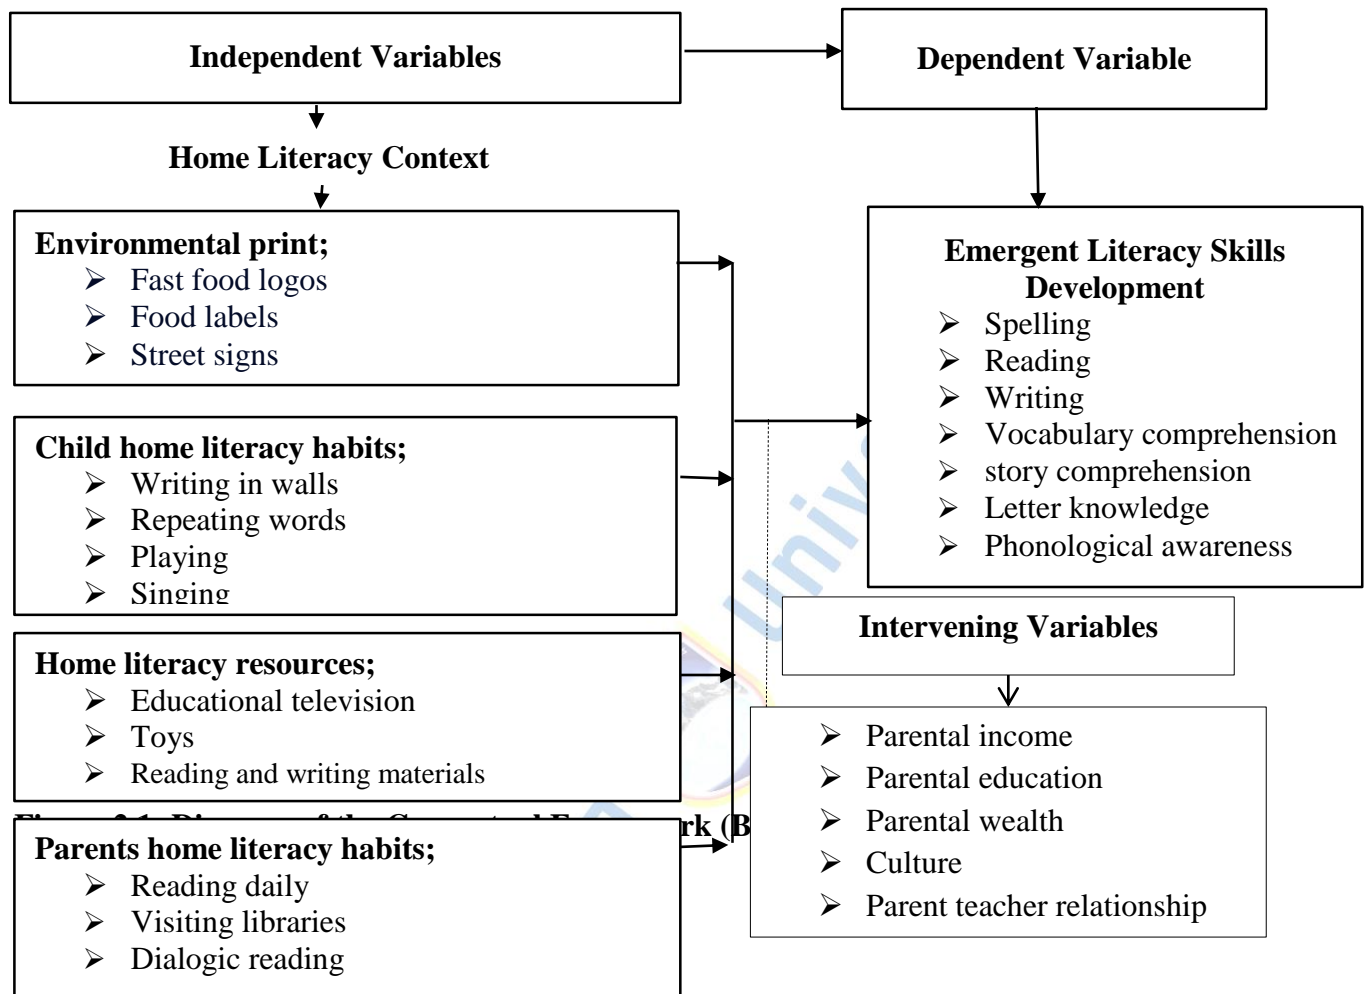 Independent Variables
Dependent Variable
Home Literacy Context
Environmental print;
➢ Fast food logos
➢ Food labels
➢ Street signs
Child home literacy habits;
➢ Writing in walls
➢ Repeating words
➢ Playing
➢ Singing
Home literacy resources;
➢ Educational television
➢ Toys
➢ Reading and writing materials
Parents home literacy habits;
➢ Reading daily
➢ Visiting libraries
➢ Dialogic reading
Emergent Literacy Skills
Development
➢ Spelling
➢ Reading
➢ Writing
➢ Vocabulary comprehension
➢ story comprehension
➢ Letter knowledge
➢ Phonological awareness
Intervening Variables
➢ Parental income
➢ Parental education
➢ Parental wealth
➢ Culture
➢ Parent teacher relationship